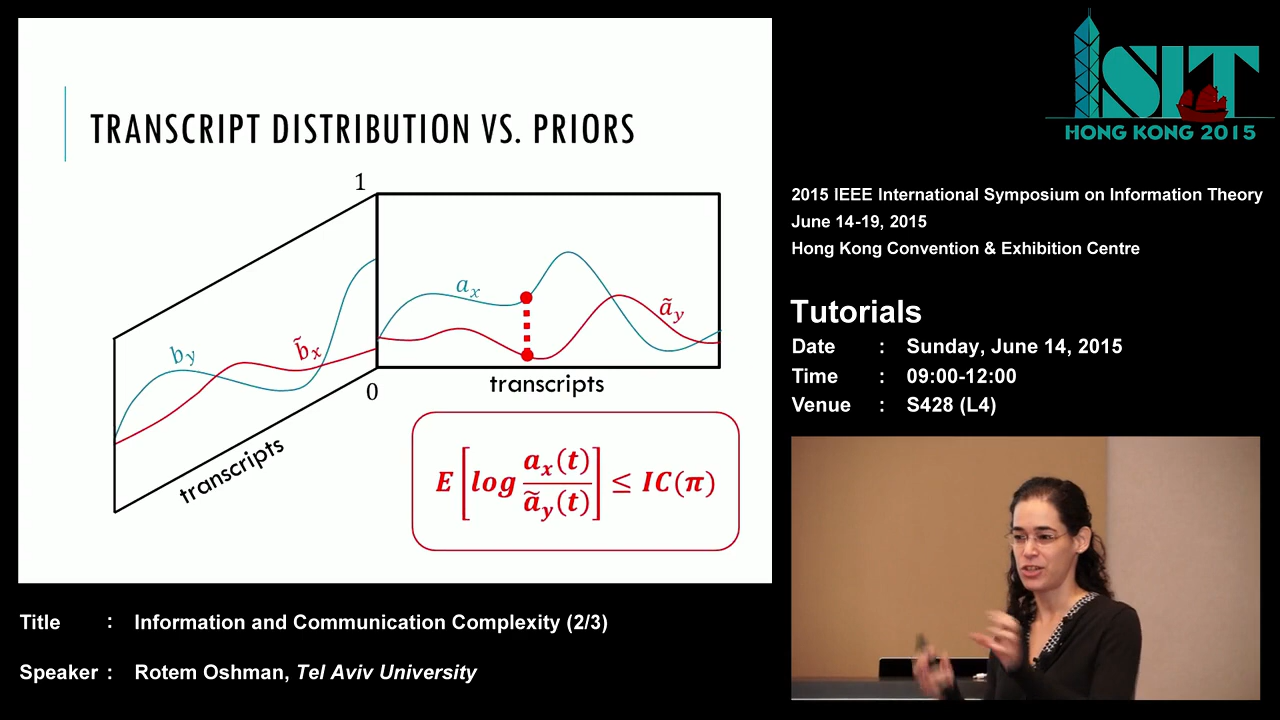 TRANSCRIPT DISTRIBUTION VS. PRIORS
1
a_x
ã_y
b_y
b̃_x
0
transcripts
transcripts
E[log a_x(t)/ã_y(t)] ≤ IC(π)
ISIT
HONG KONG 2015
2015 IEEE International Symposium on Information Theory
June 14-19, 2015
Hong Kong Convention & Exhibition Centre
Tutorials
Date : Sunday, June 14, 2015
Time : 09:00-12:00
Venue : S428 (L4)
Title : Information and Communication Complexity (2/3)
Speaker : Rotem Oshman, Tel Aviv University